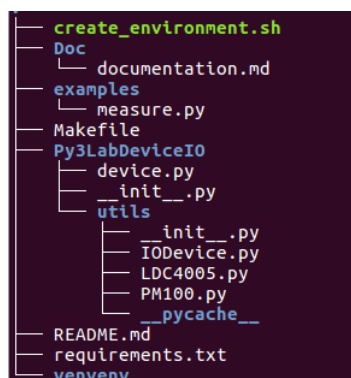 create_environment.sh
Doc
documentation.md
examples
measure.py
Makefile
Py3LabDeviceIO
device.py
__init__.py
utils
__init__.py
IODevice.py
LDC4005.py
PM100.py
__pycache__
README.md
requirements.txt
venvenv